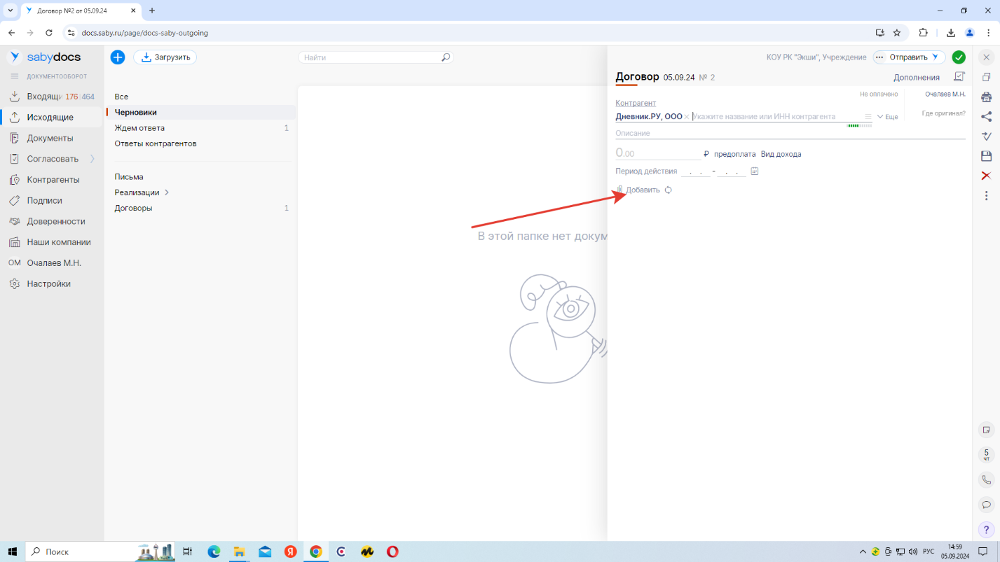 Договор №2 от 05.09.24
docs.saby.ru/page/docs-saby-outgoing
sabydocs
ДОКУМЕНТООБОРОТ
Входящи 176 464
Исходящие
Документы
Согласовать
Контрагенты
Подписи
Доверенности
Наши компании
ОМ Очалаев М.Н.
Настройки
Загрузить
Найти
Все
Черновики
Ждем ответа 1
Ответы контрагентов
Письма
Реализации
Договоры 1
В этой папке нет докум
КОУ РК "Экши", Учреждение
Отправить
Договор 05.09.24 № 2
Дополнения
Не оплачено
Очалаев М.Н.
Контрагент
Где оригинал?
Дневник.РУ, ООО × Укажите название или ИНН контрагента
Еще
Описание
0.00 ₽ предоплата Вид дохода
Период действия . . - . .
Добавить
5
чт
?
Поиск
РУС
14:59
05.09.2024